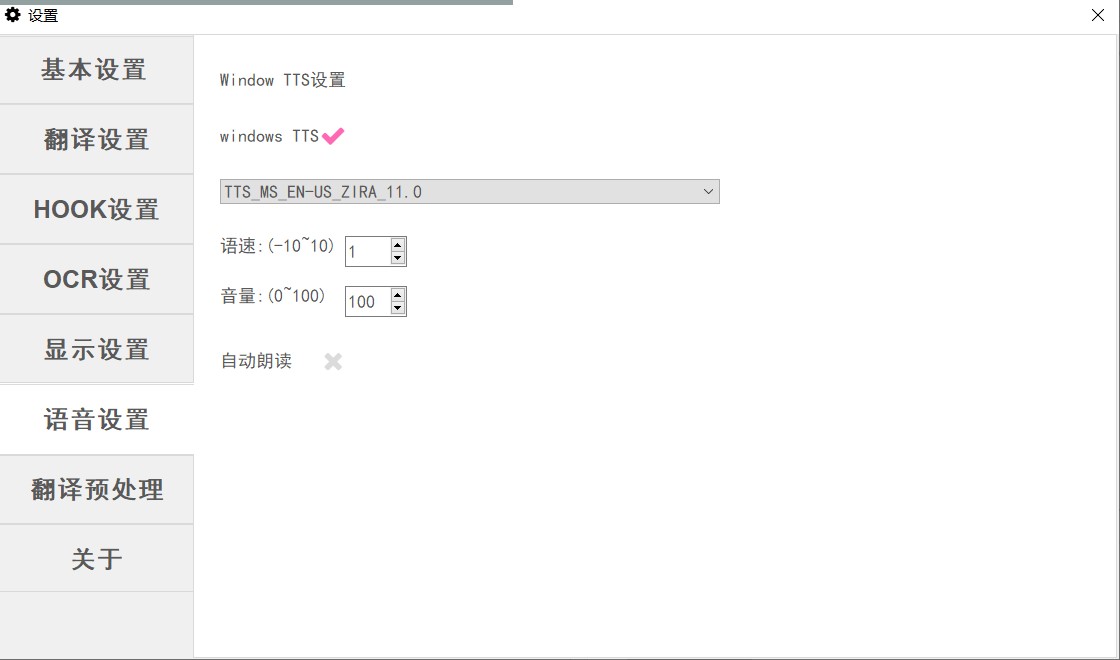 设置
基本设置
翻译设置
HOOK设置
OCR设置
显示设置
语音设置
翻译预处理
关于
Window TTS设置
windows TTS
TTS_MS_EN-US_ZIRA_11.0
语速:(-10~10) 1
音量:(0~100) 100
自动朗读